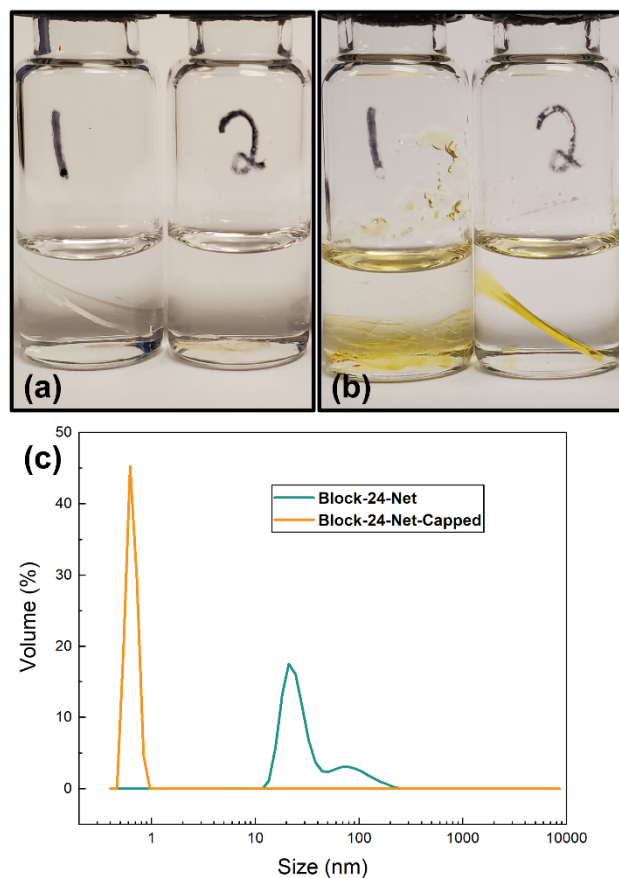 1
2
1
2
(a)
(b)
(c)
50
Block-24-Net
Block-24-Net-Capped
40
30
20
10
0
Volume (%)
1
10
100
1000
10000
Size (nm)